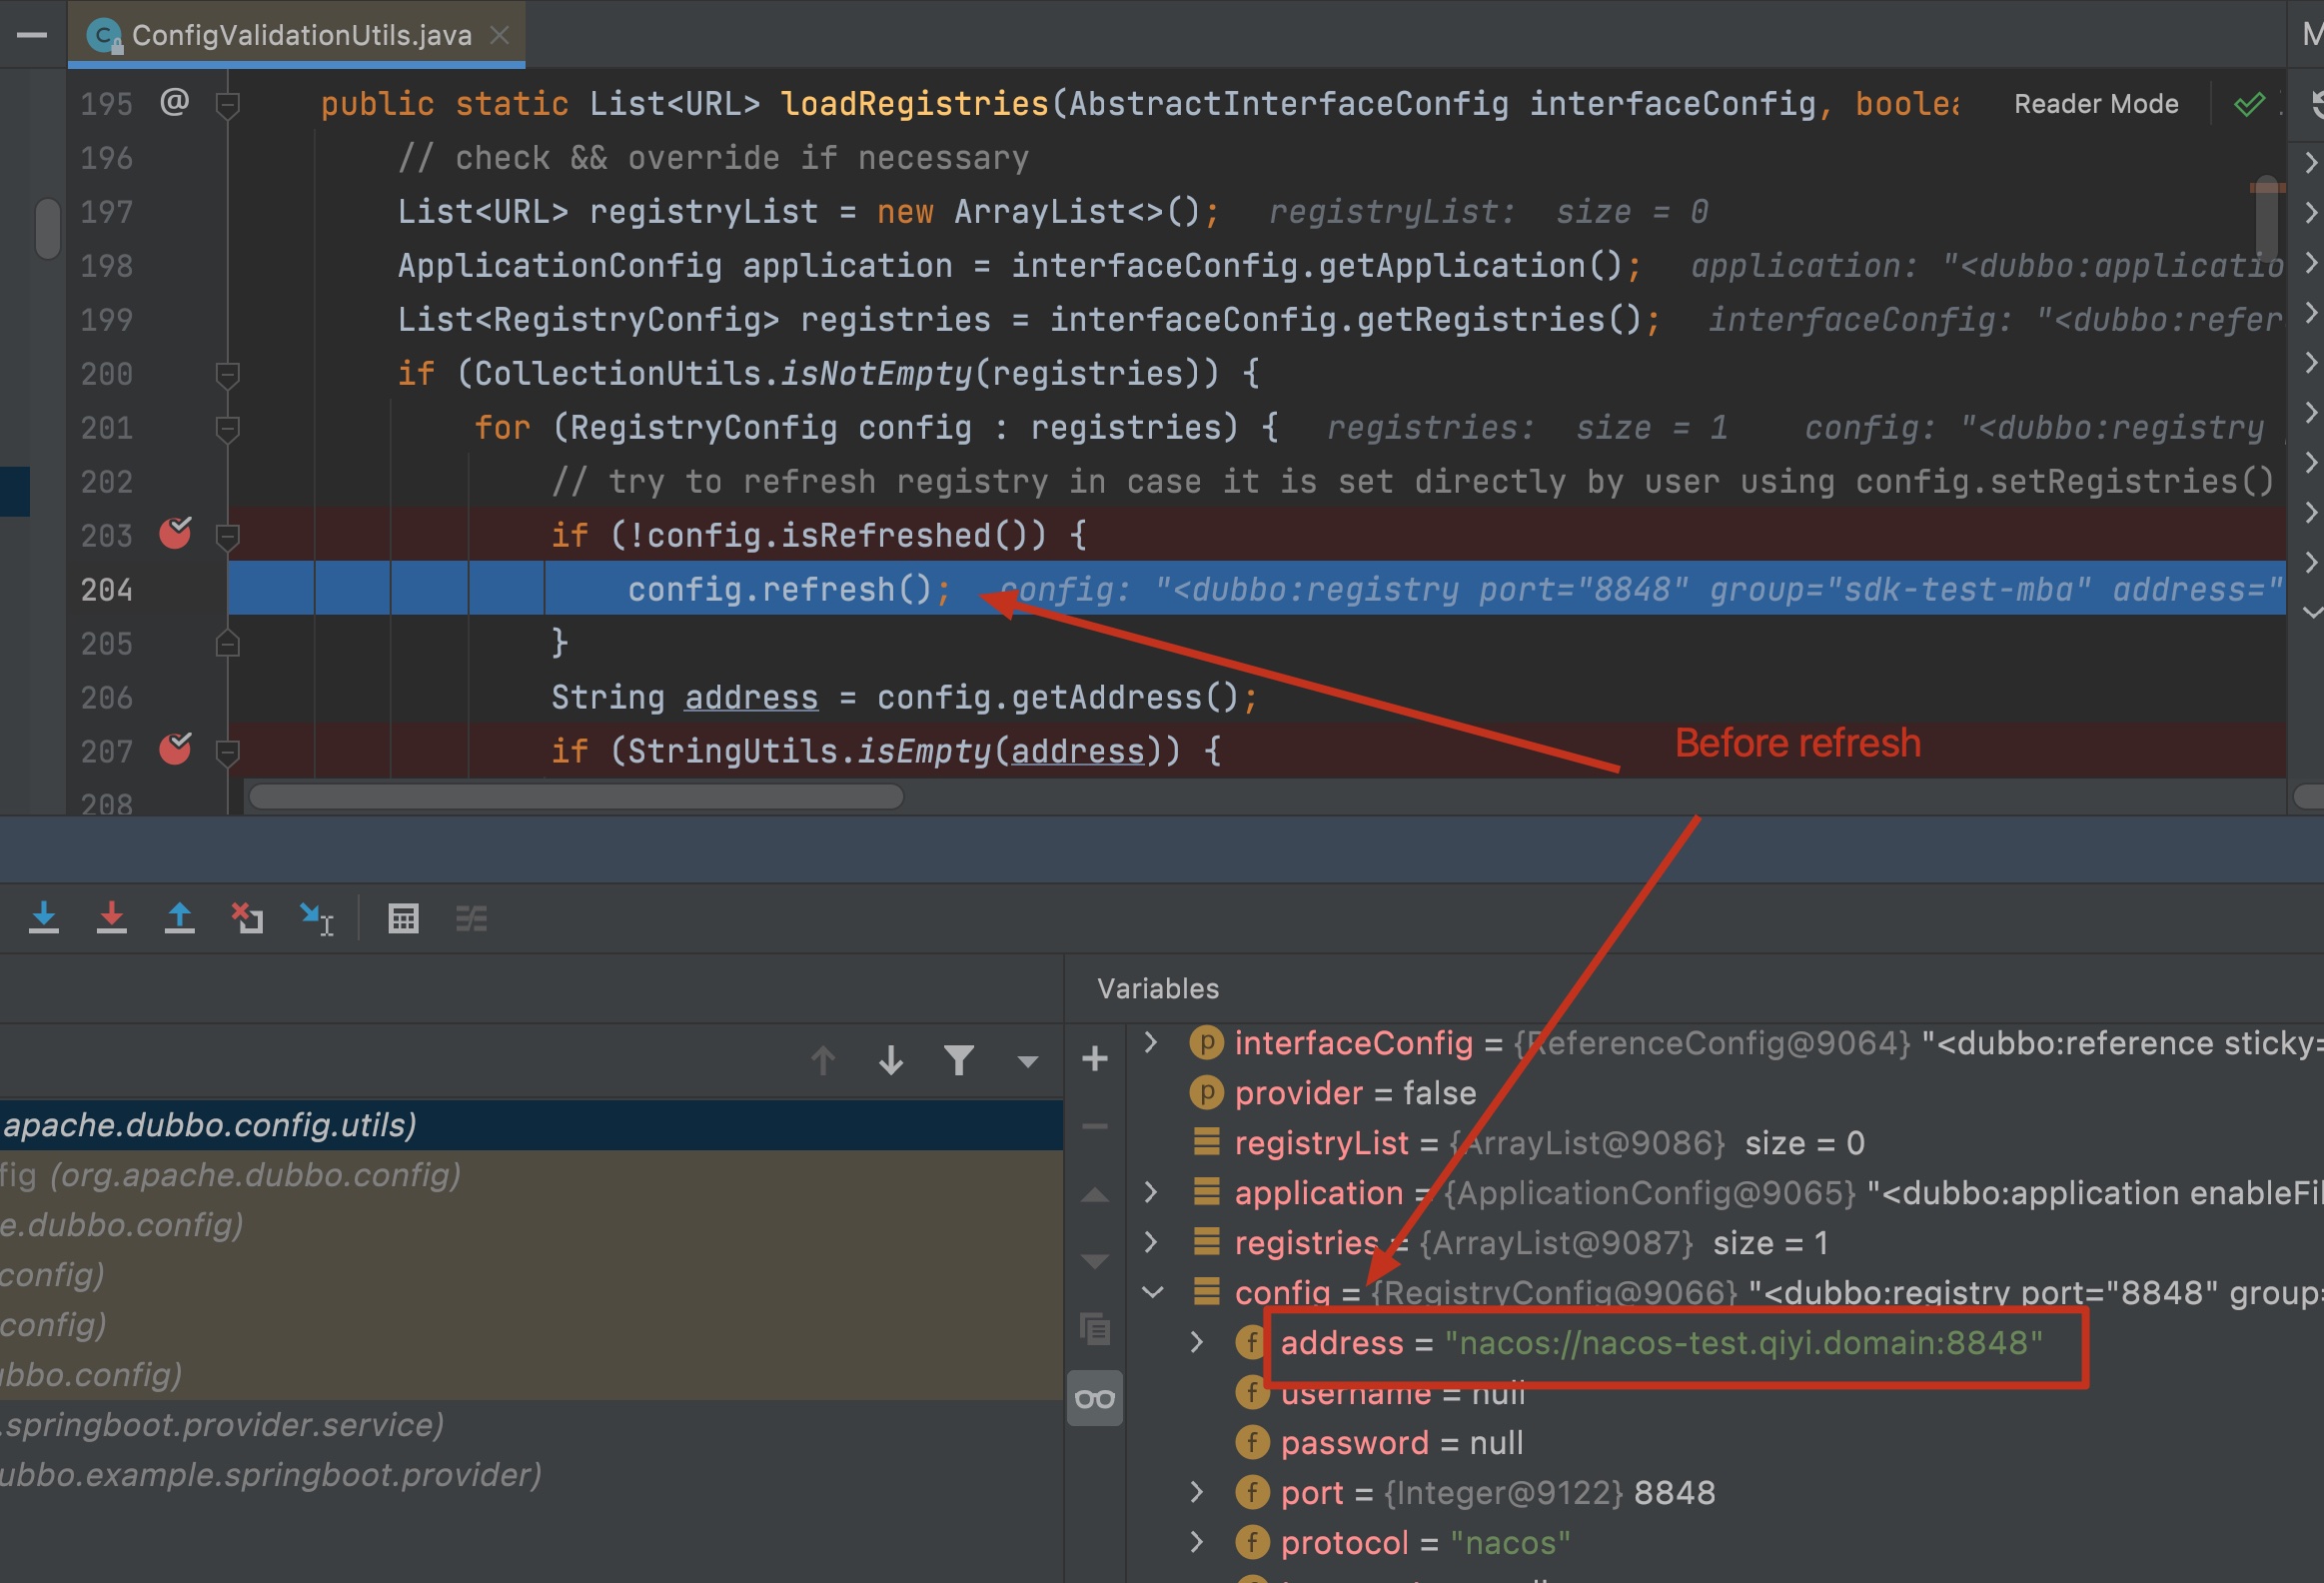 ConfigValidationUtils.java
195 @ public static List<URL> loadRegistries(AbstractInterfaceConfig interfaceConfig, boolea
Reader Mode
196 // check && override if necessary
197 List<URL> registryList = new ArrayList<>(); registryList: size = 0
198 ApplicationConfig application = interfaceConfig.getApplication(); application: "<dubbo:applicatio
199 List<RegistryConfig> registries = interfaceConfig.getRegistries(); interfaceConfig: "<dubbo:refer
200 if (CollectionUtils.isNotEmpty(registries)) {
201 for (RegistryConfig config : registries) { registries: size = 1 config: "<dubbo:registry
202 // try to refresh registry in case it is set directly by user using config.setRegistries()
203 if (!config.isRefreshed()) {
204 config.refresh(); config: "<dubbo:registry port="8848" group="sdk-test-mba" address="
205 }
206 String address = config.getAddress();
207 if (StringUtils.isEmpty(address)) {
208
Before refresh
apache.dubbo.config.utils)
fig (org.apache.dubbo.config)
e.dubbo.config)
config)
config)
ubbo.config)
.springboot.provider.service)
ubbo.example.springboot.provider)
Variables
interfaceConfig = {ReferenceConfig@9064} "<dubbo:reference sticky=
provider = false
registryList = {ArrayList@9086} size = 0
application = {ApplicationConfig@9065} "<dubbo:application enableFil
registries = {ArrayList@9087} size = 1
config = {RegistryConfig@9066} "<dubbo:registry port="8848" group=
address = "nacos://nacos-test.qiyi.domain:8848"
username = null
password = null
port = {Integer@9122} 8848
protocol = "nacos"